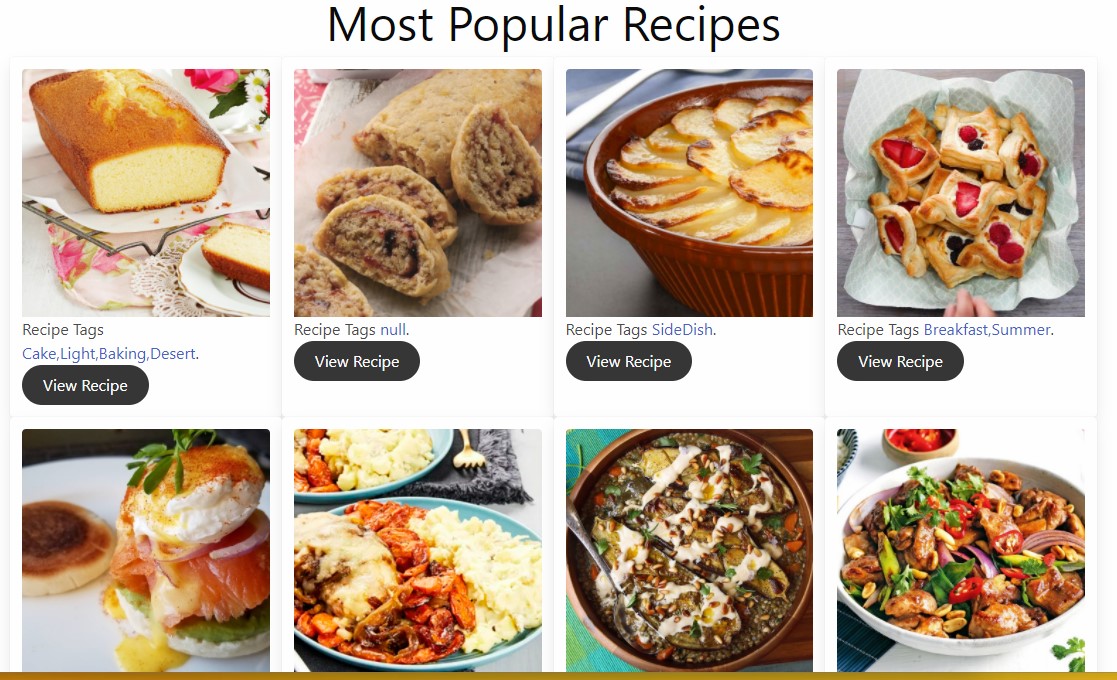 Most Popular Recipes
Recipe Tags
Cake,Light,Baking,Desert.
View Recipe
Recipe Tags null.
View Recipe
Recipe Tags SideDish.
View Recipe
Recipe Tags Breakfast,Summer.
View Recipe